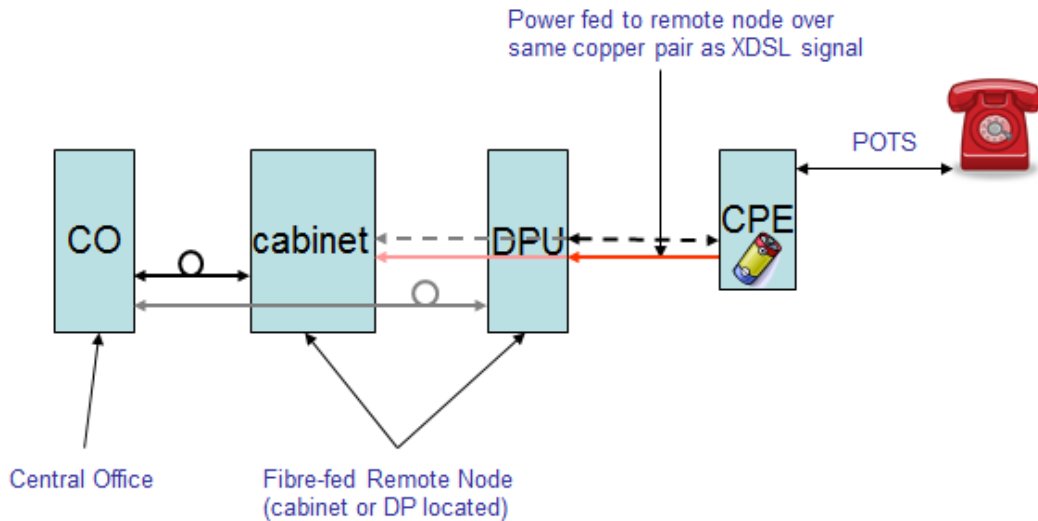 Power fed to remote node over
same copper pair as XDSL signal
POTS
CO
cabinet
DPU
CPE
Central Office
Fibre-fed Remote Node
(cabinet or DP located)